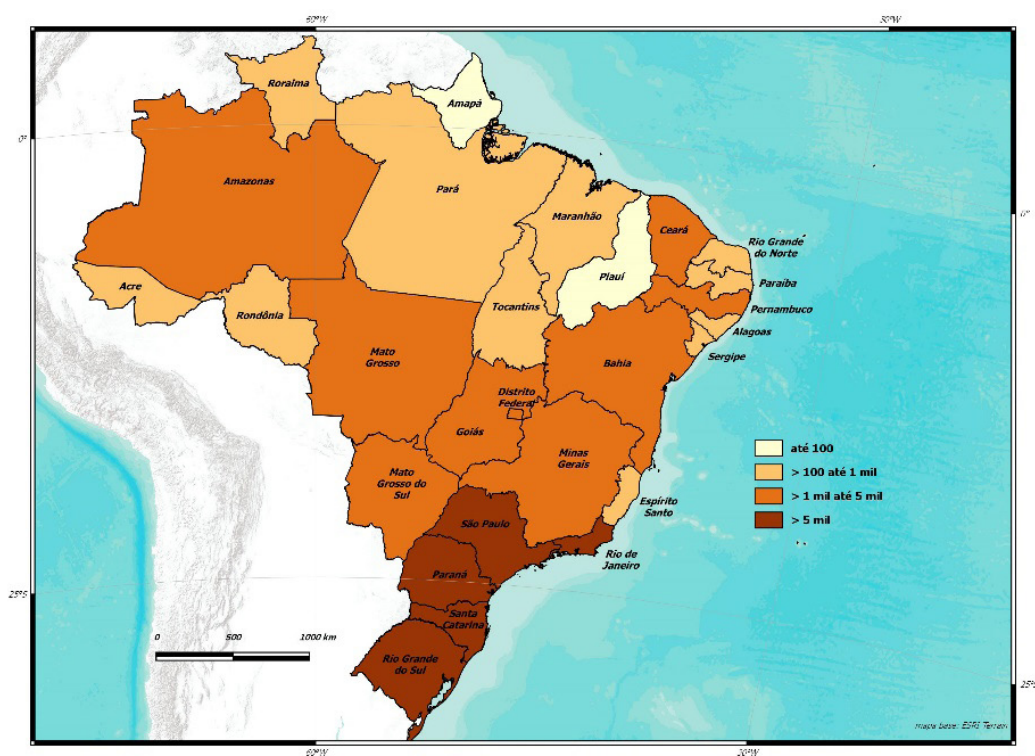 60°W
30°W
Roraima
Amapá
0°
Amazonas
Pará
Maranhão
Ceará
0°
Rio Grande
do Norte
Piauí
Paraíba
Acre
Tocantins
Pernambuco
Rondônia
Alagoas
Mato
Grosso
Bahia
Sergipe
Distrito
Federal
Goiás
até 100
Minas
Gerais
> 100 até 1 mil
Mato
Grosso do
Sul
> 1 mil até 5 mil
Espírito
Santo
São Paulo
> 5 mil
Rio de
Janeiro
Paraná
25°S
Santa
Catarina
0 500 1000 km
Rio Grande
do Sul
25°S
mapa base: ESRI Terrain
60°W
30°W